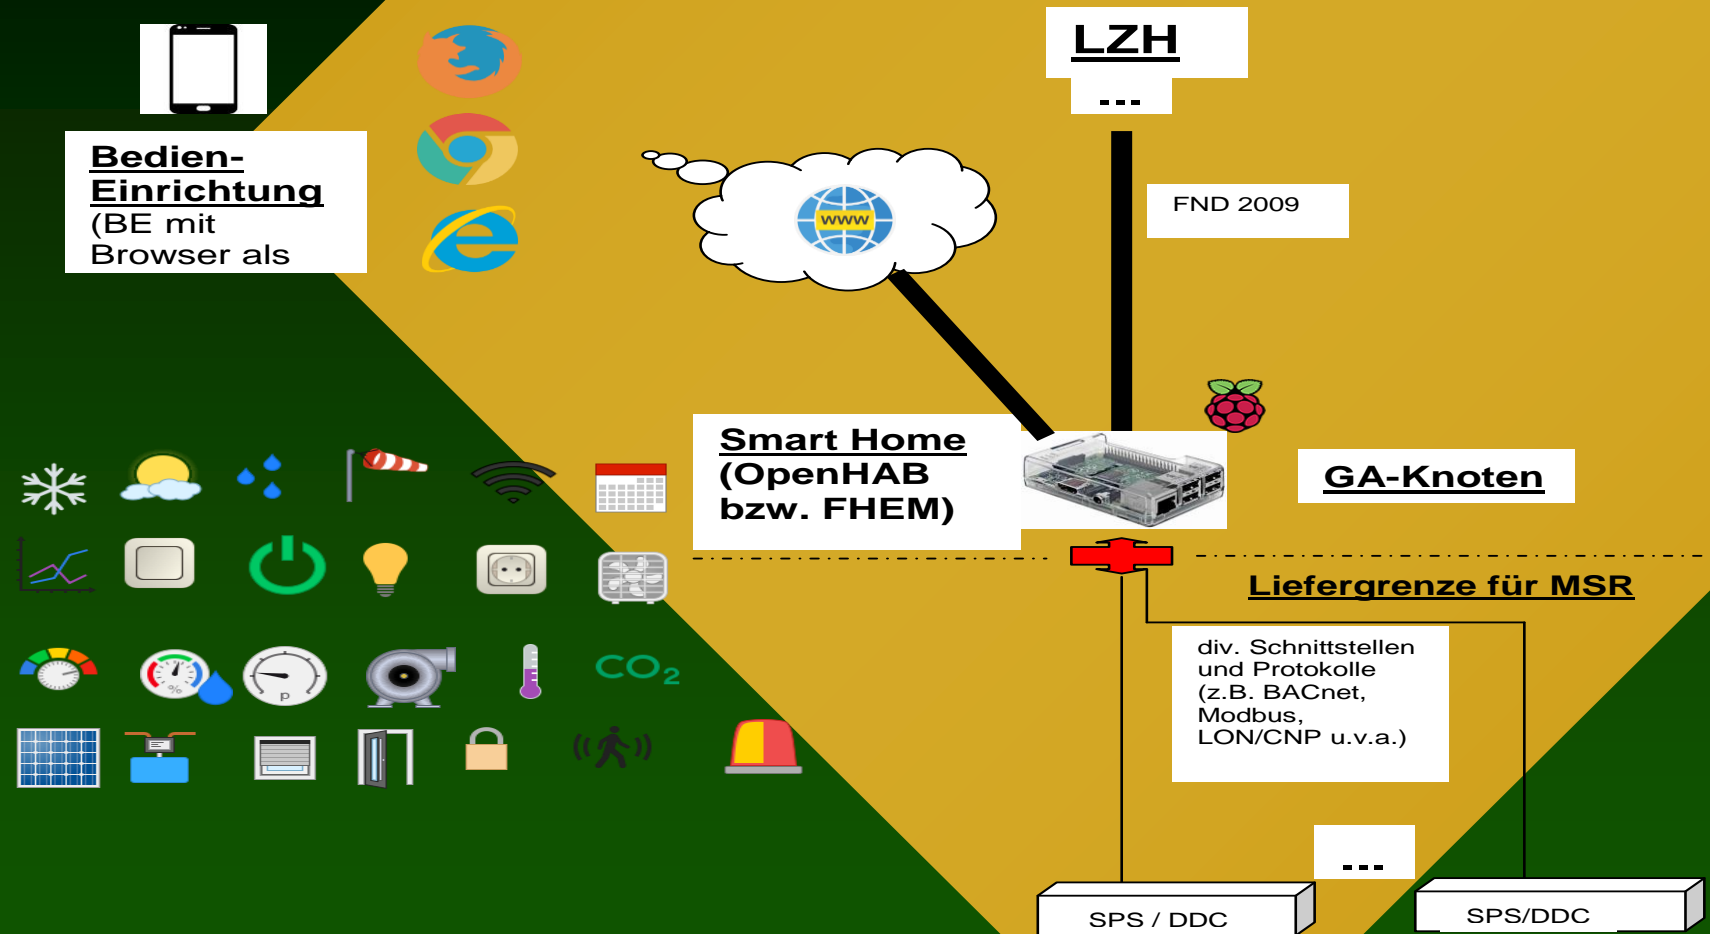 LZH
---
Bedien-
Einrichtung
(BE mit
Browser als
www
FND 2009
Smart Home
(OpenHAB
bzw. FHEM)
GA-Knoten
Liefergrenze für MSR
div. Schnittstellen
und Protokolle
(z.B. BACnet,
Modbus,
LON/CNP u.v.a.)
%
p
CO2
---
SPS / DDC
SPS/DDC